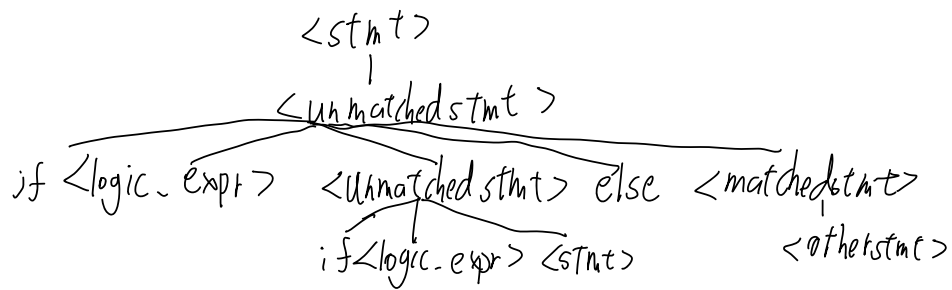 <stmt>
<unmatchedstmt>
if <logic_expr> <unmatchedstmt> else <matchedstmt>
if <logic_expr> <stmt> <otherstmt>